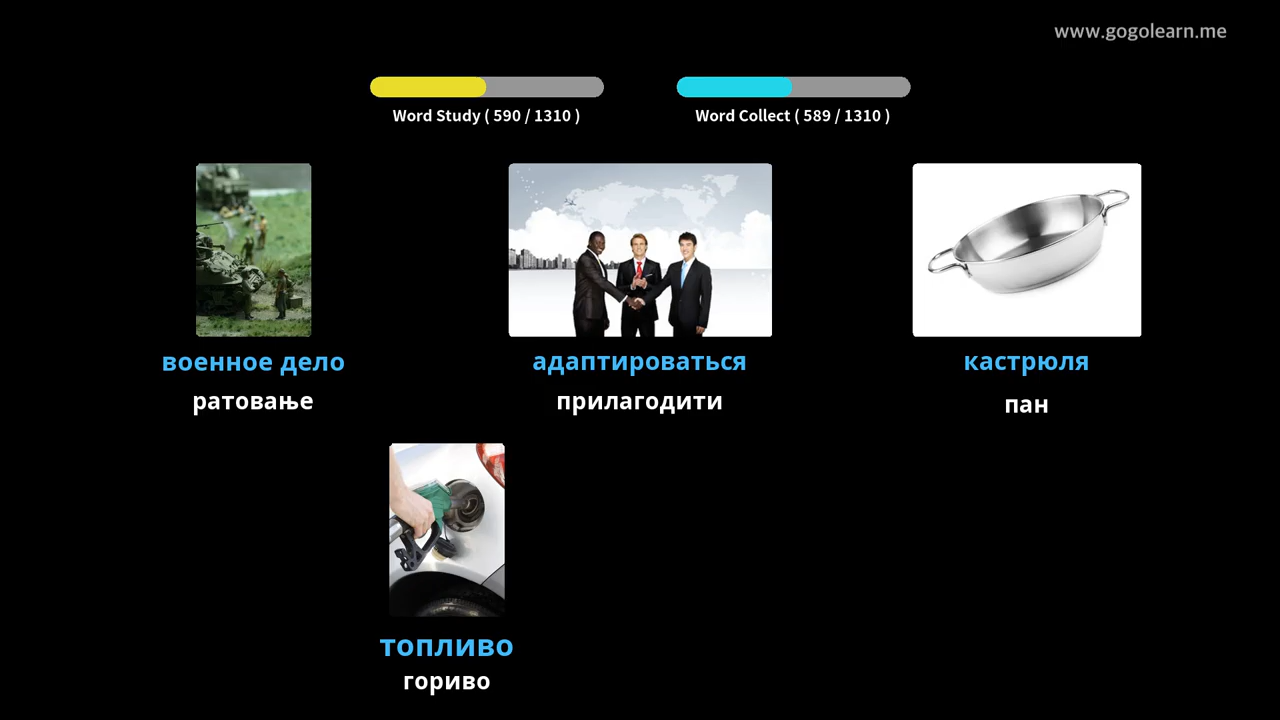 www.gogolearn.me
Word Study ( 590 / 1310 )
Word Collect ( 589 / 1310 )
военное дело
ратовање
адаптироваться
прилагодити
кастрюля
пан
топливо
гориво